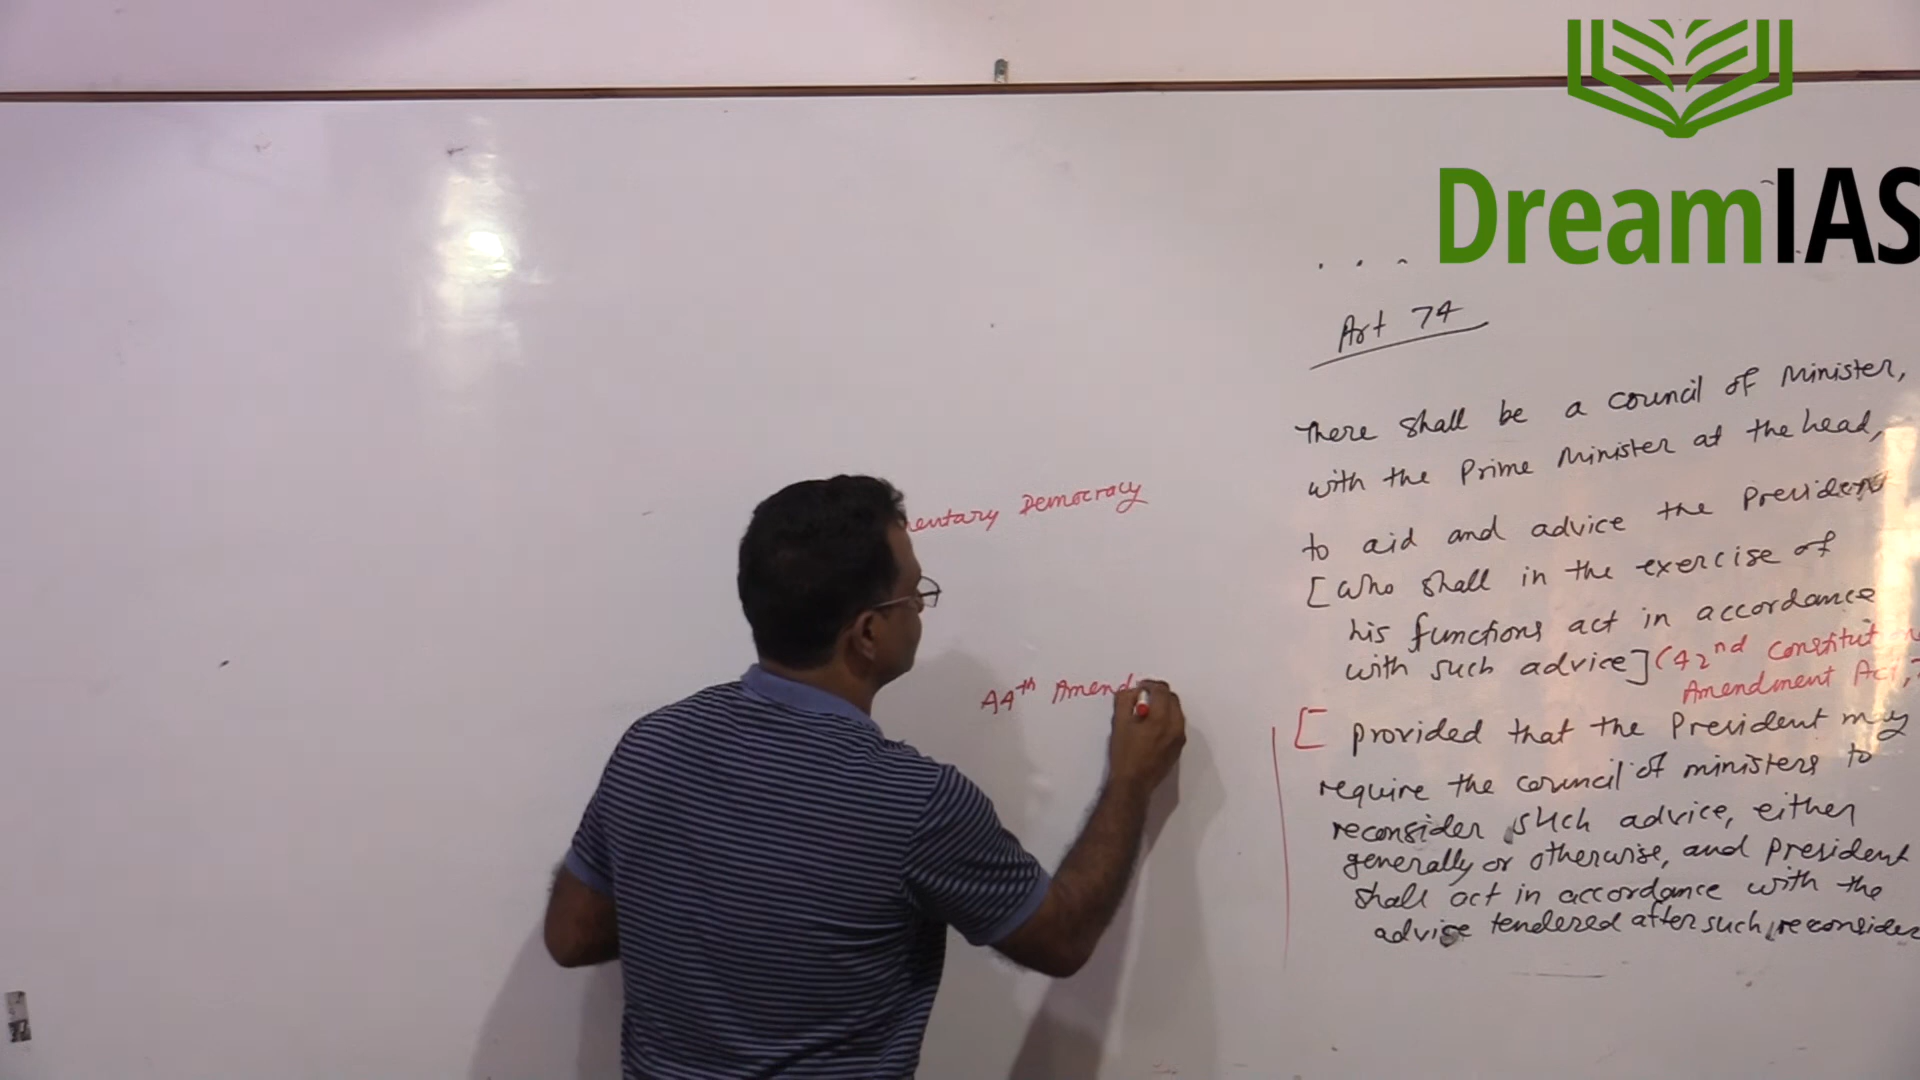 DreamIAS
Art 74
There shall be a council of Minister,
with the Prime Minister at the head,
to aid and advice the President
[who shall in the exercise of
his functions act in accordance
with such advice] (42nd Constitut
Amendment Act,
[ provided that the President may
require the council of ministers to
reconsider such advice, either
generally or otherwise, and President
shall act in accordance with the
advice tendered after such reconsider
entary Democracy
44th Amend